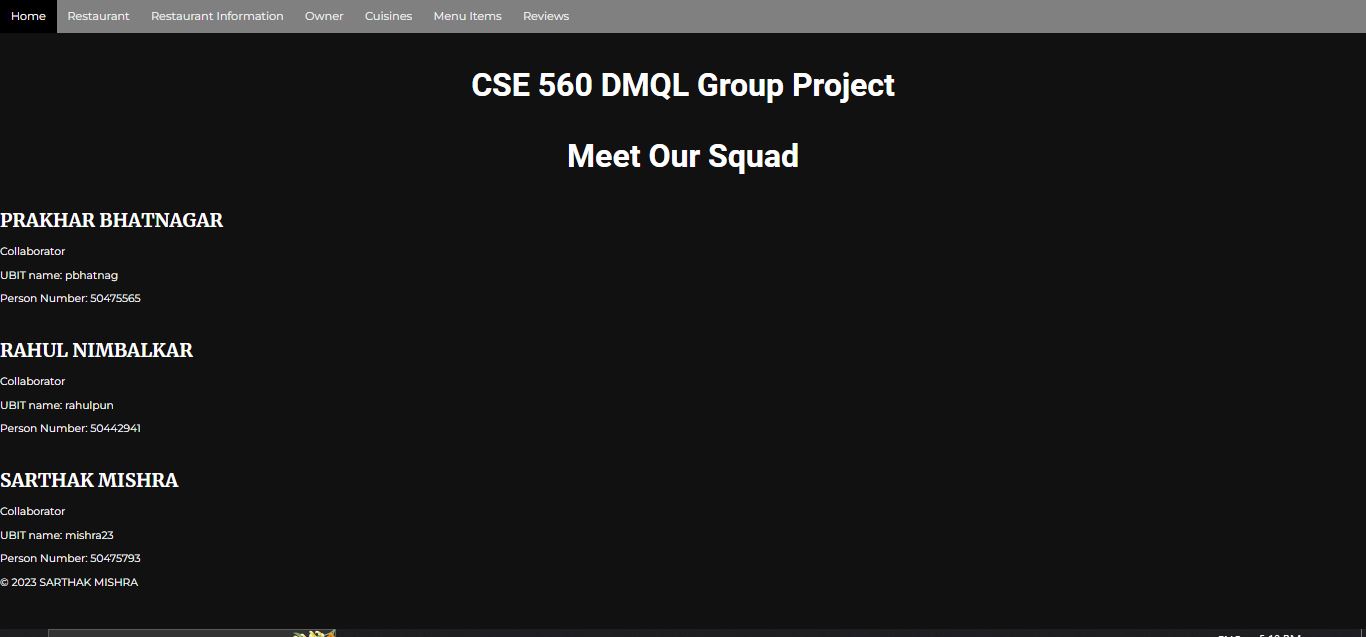 Home Restaurant Restaurant Information Owner Cuisines Menu Items Reviews
CSE 560 DMQL Group Project
Meet Our Squad
PRAKHAR BHATNAGAR
Collaborator
UBIT name: pbhatnag
Person Number: 50475565
RAHUL NIMBALKAR
Collaborator
UBIT name: rahulpun
Person Number: 50442941
SARTHAK MISHRA
Collaborator
UBIT name: mishra23
Person Number: 50475793
© 2023 SARTHAK MISHRA